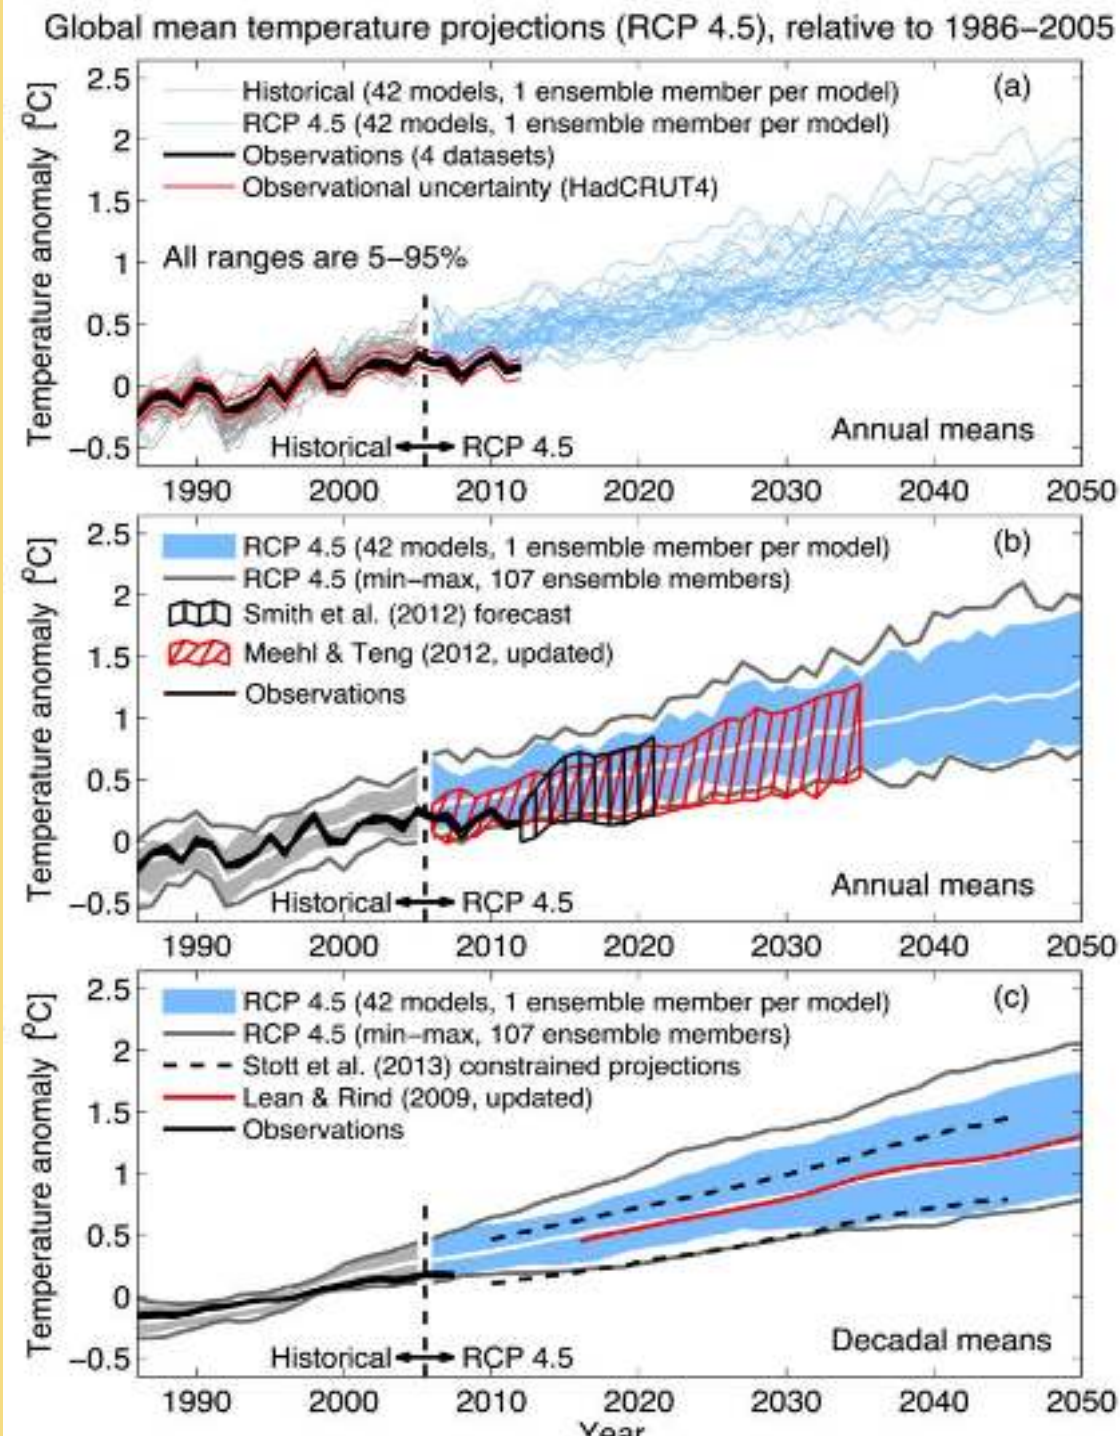 Global mean temperature projections (RCP 4.5), relative to 1986–2005
Temperature anomaly [ºC]
2.5
2
1.5
1
0.5
0
−0.5
(a)
Historical (42 models, 1 ensemble member per model)
RCP 4.5 (42 models, 1 ensemble member per model)
Observations (4 datasets)
Observational uncertainty (HadCRUT4)
All ranges are 5–95%
Historical
RCP 4.5
Annual means
1990 2000 2010 2020 2030 2040 2050
Temperature anomaly [ºC]
2.5
2
1.5
1
0.5
0
−0.5
(b)
RCP 4.5 (42 models, 1 ensemble member per model)
RCP 4.5 (min−max, 107 ensemble members)
Smith et al. (2012) forecast
Meehl & Teng (2012, updated)
Observations
Historical
RCP 4.5
Annual means
1990 2000 2010 2020 2030 2040 2050
Temperature anomaly [ºC]
2.5
2
1.5
1
0.5
0
−0.5
(c)
RCP 4.5 (42 models, 1 ensemble member per model)
RCP 4.5 (min−max, 107 ensemble members)
Stott et al. (2013) constrained projections
Lean & Rind (2009, updated)
Observations
Historical
RCP 4.5
Decadal means
1990 2000 2010 2020 2030 2040 2050
Year